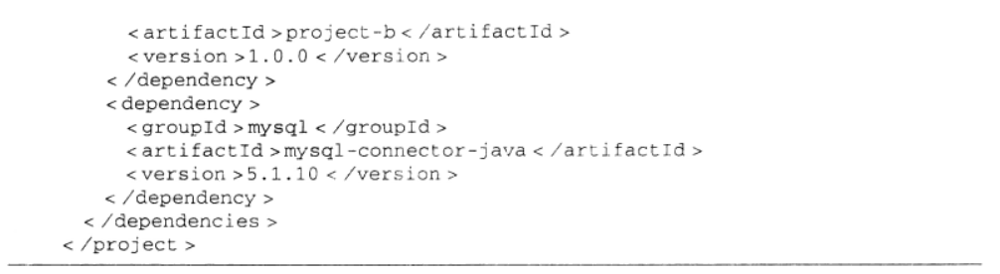 <artifactId>project-b</artifactId>
<version>1.0.0</version>
</dependency>
<dependency>
<groupId>mysql</groupId>
<artifactId>mysql-connector-java</artifactId>
<version>5.1.10</version>
</dependency>
</dependencies>
</project>